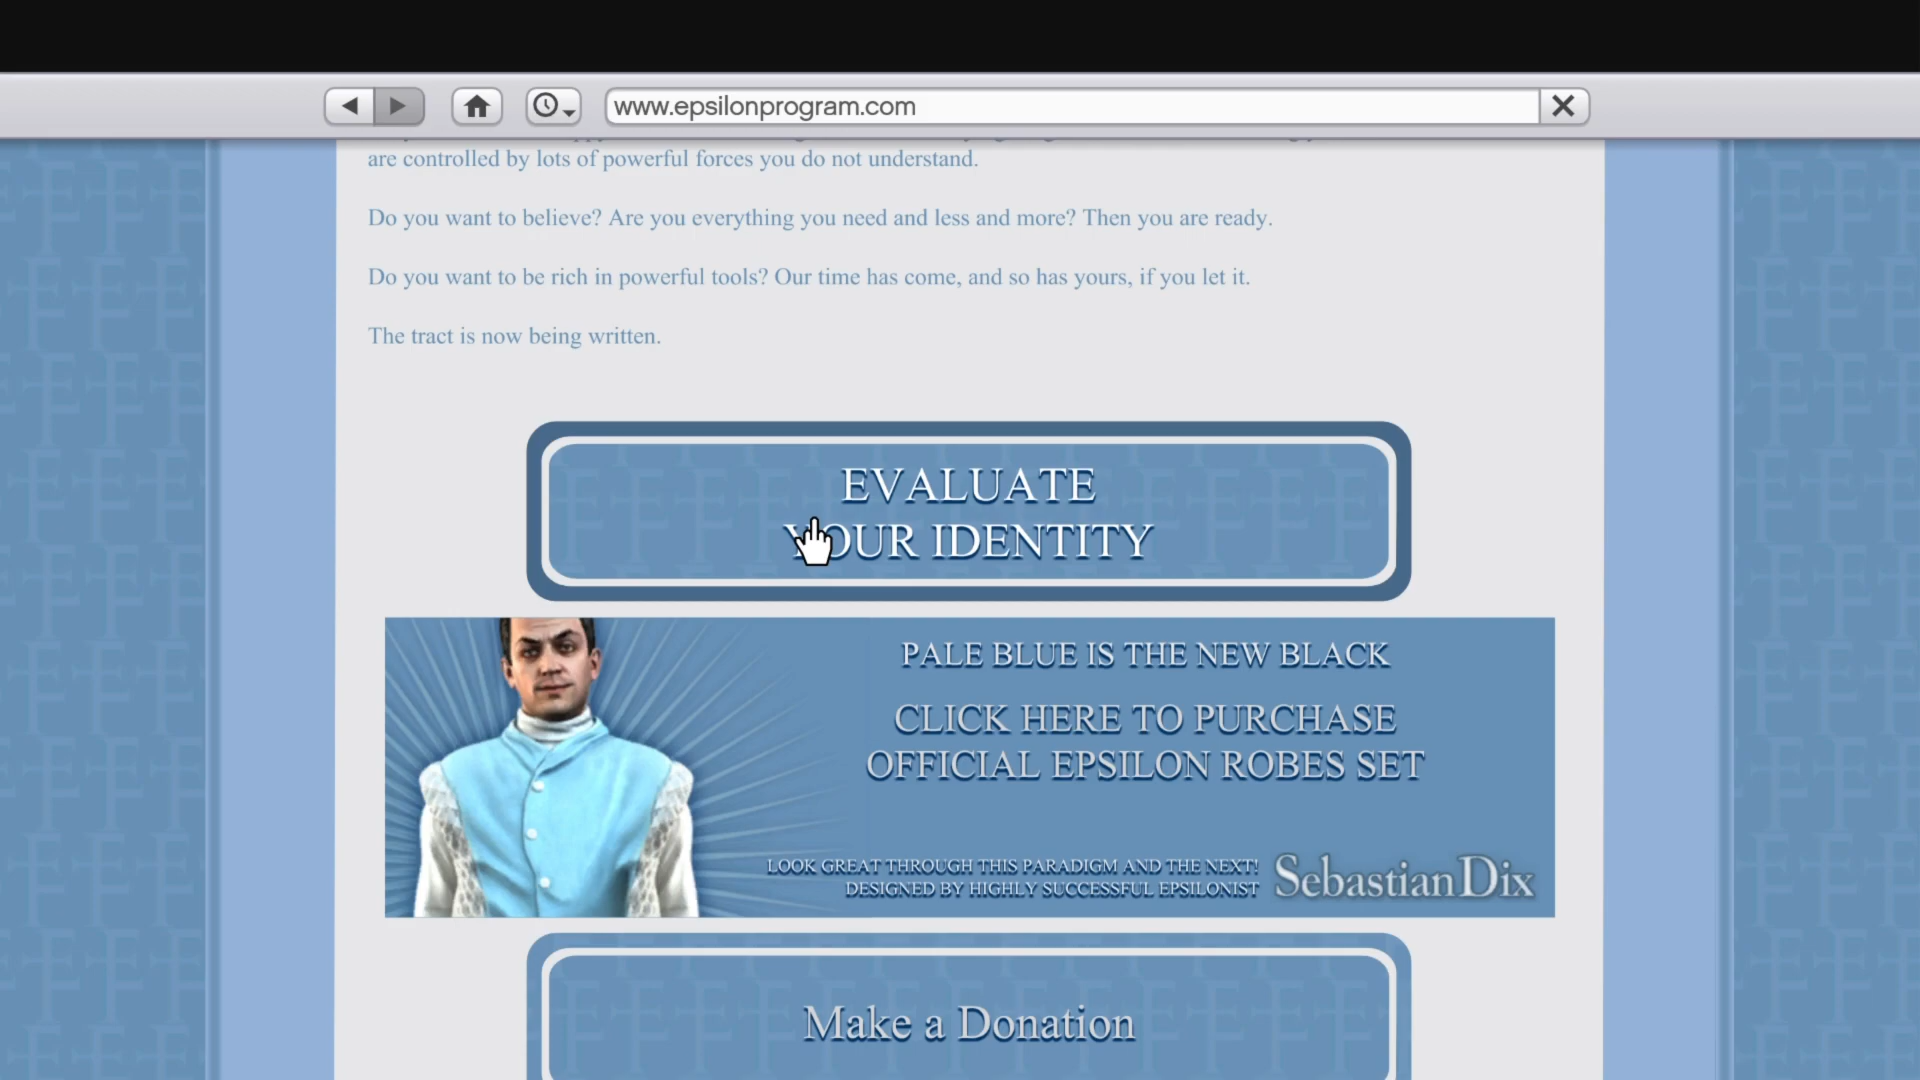 www.epsilonprogram.com
are controlled by lots of powerful forces you do not understand.
Do you want to believe? Are you everything you need and less and more? Then you are ready.
Do you want to be rich in powerful tools? Our time has come, and so has yours, if you let it.
The tract is now being written.
EVALUATE
YOUR IDENTITY
PALE BLUE IS THE NEW BLACK
CLICK HERE TO PURCHASE
OFFICIAL EPSILON ROBES SET
LOOK GREAT THROUGH THIS PARADIGM AND THE NEXT!
DESIGNED BY HIGHLY SUCCESSFUL EPSILONIST
SebastianDix
Make a Donation